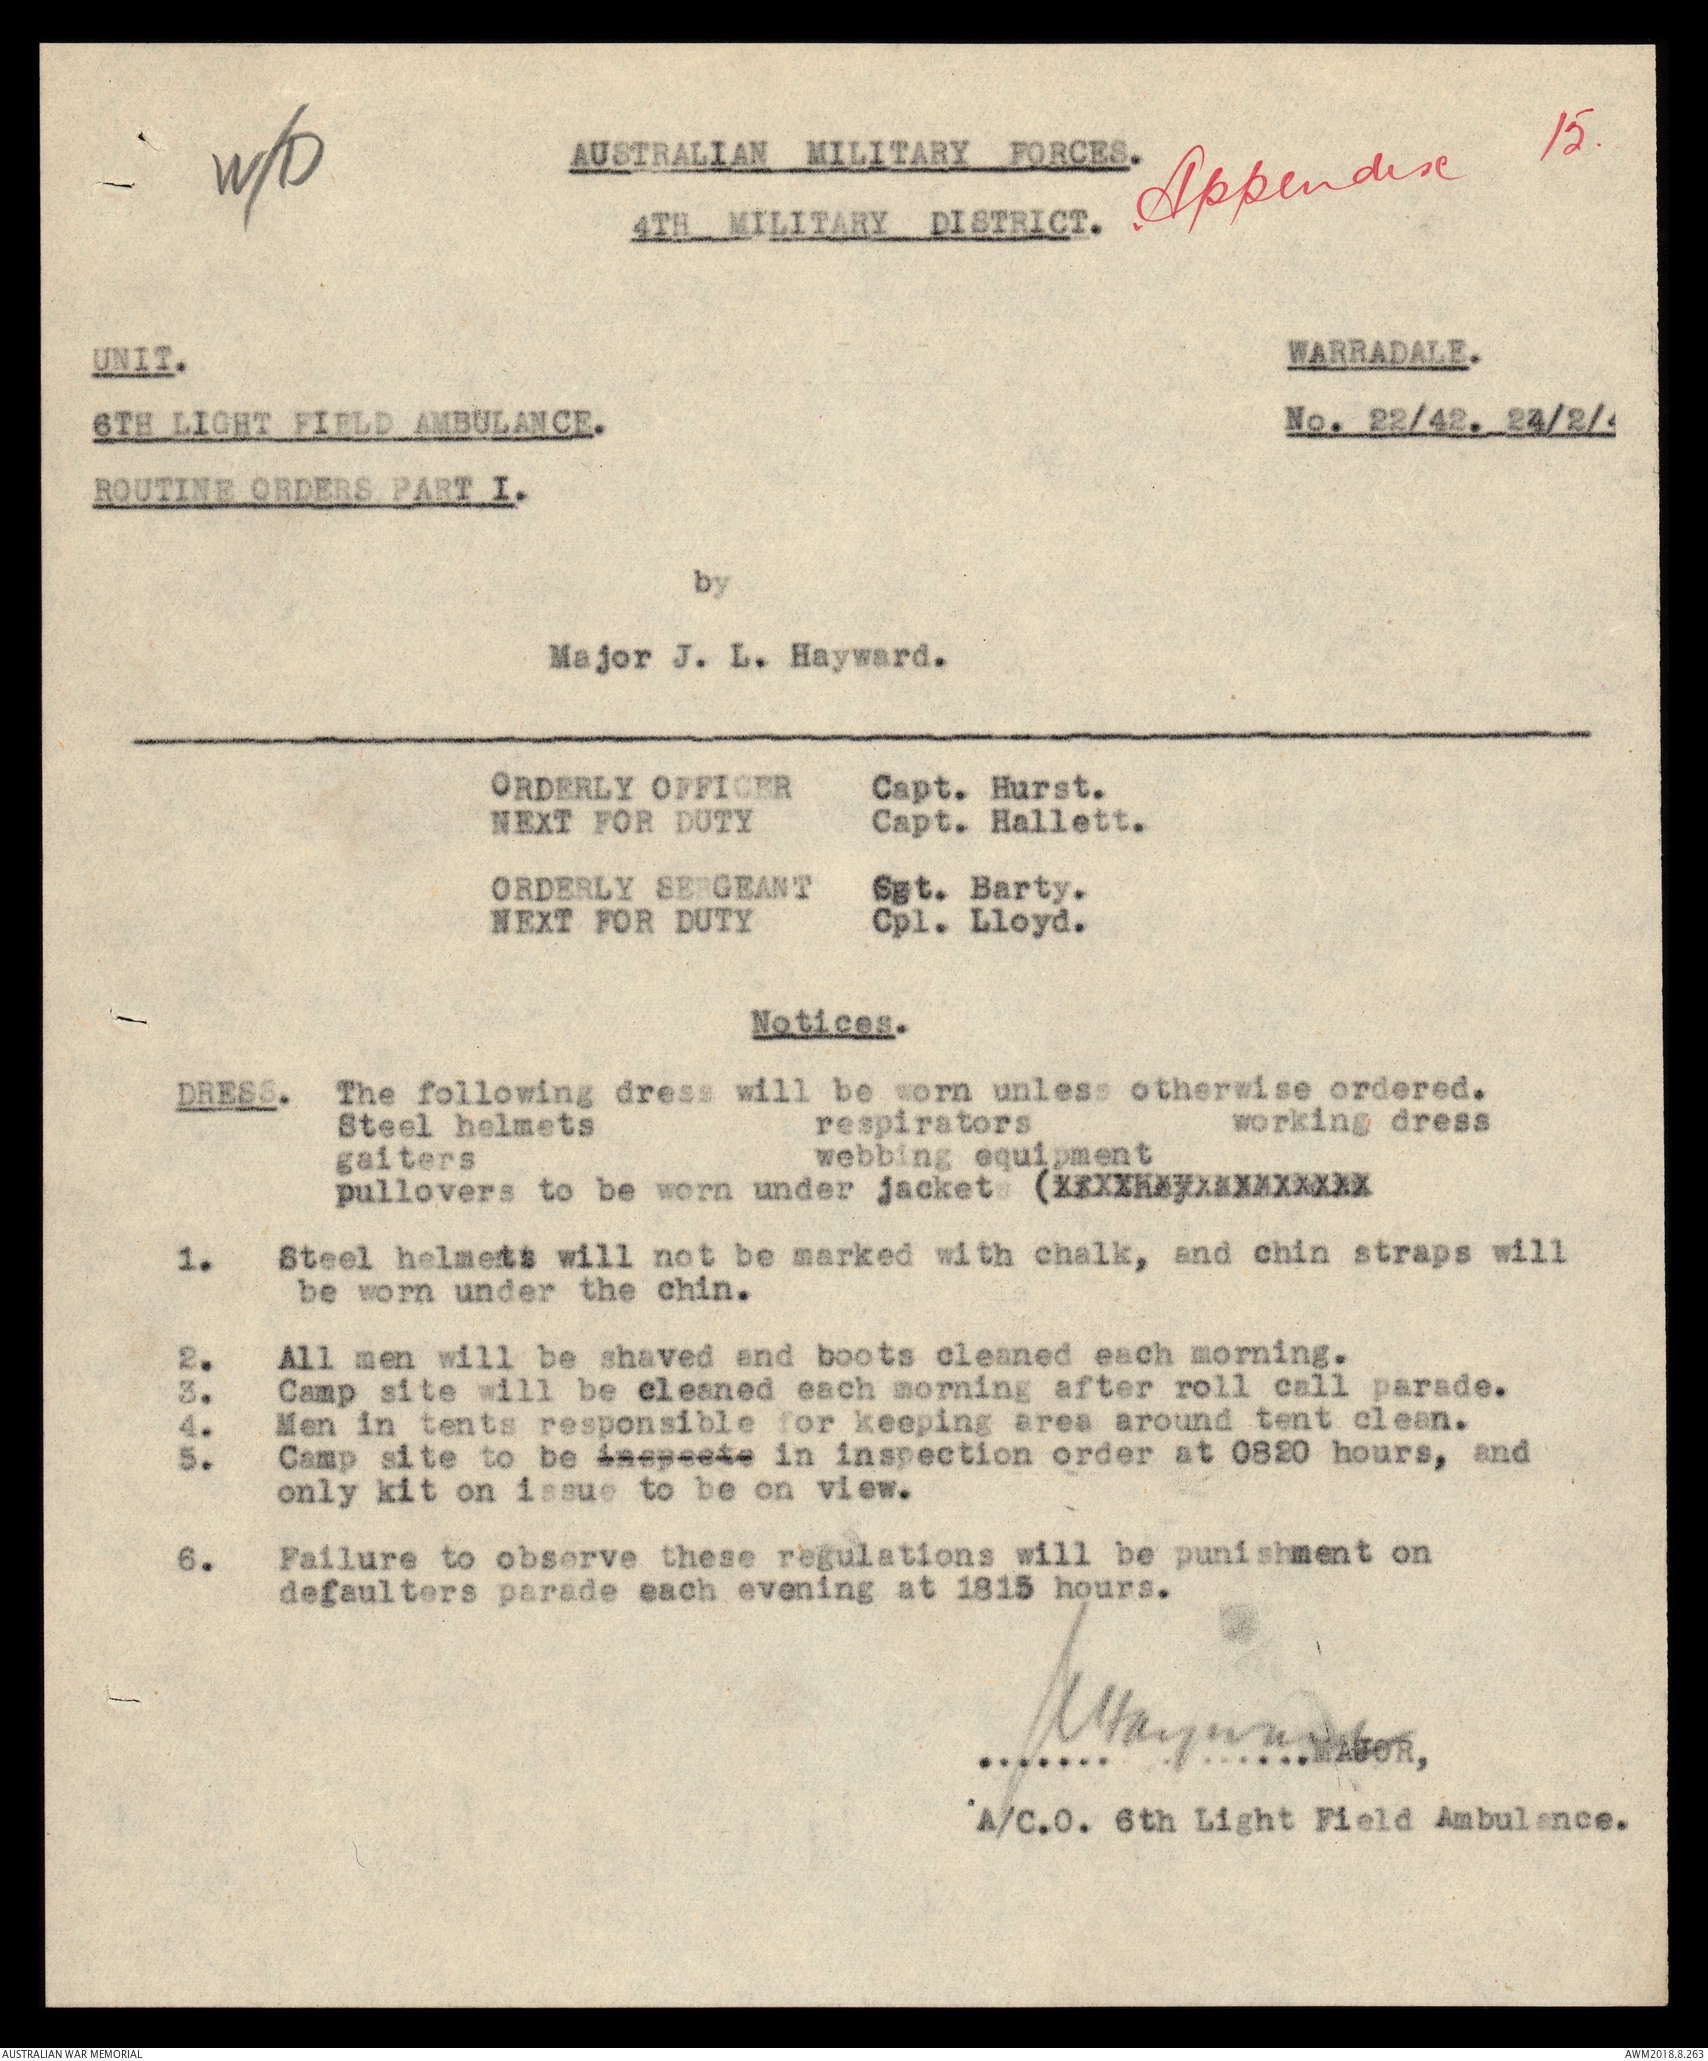 W/D
AUSTRALIAN MILITARY FORCES.
Appendix 15.
4TH MILITARY DISTRICT.
UNIT.
WARRADALE.
6TH LIGHT FIELD AMBULANCE.
No. 22/42. 24/2/4
ROUTINE ORDERS PART I.
by
Major J. L. Hayward.
ORDERLY OFFICER Capt. Hurst.
NEXT FOR DUTY Capt. Hallett.
ORDERLY SERGEANT Sgt. Barty.
NEXT FOR DUTY Cpl. Lloyd.
Notices.
DRESS. The following dress will be worn unless otherwise ordered.
Steel helmets respirators working dress
gaiters webbing equipment
pullovers to be worn under jackets (
1. Steel helmets will not be marked with chalk, and chin straps will
be worn under the chin.
2. All men will be shaved and boots cleaned each morning.
3. Camp site will be cleaned each morning after roll call parade.
4. Men in tents responsible for keeping area around tent clean.
5. Camp site to be inspects in inspection order at 0820 hours, and
only kit on issue to be on view.
6. Failure to observe these regulations will be punishment on
defaulters parade each evening at 1815 hours.
JLHayward
.............MAJOR,
A/C.O. 6th Light Field Ambulance.
AUSTRALIAN WAR MEMORIAL
AWM2018.8.263